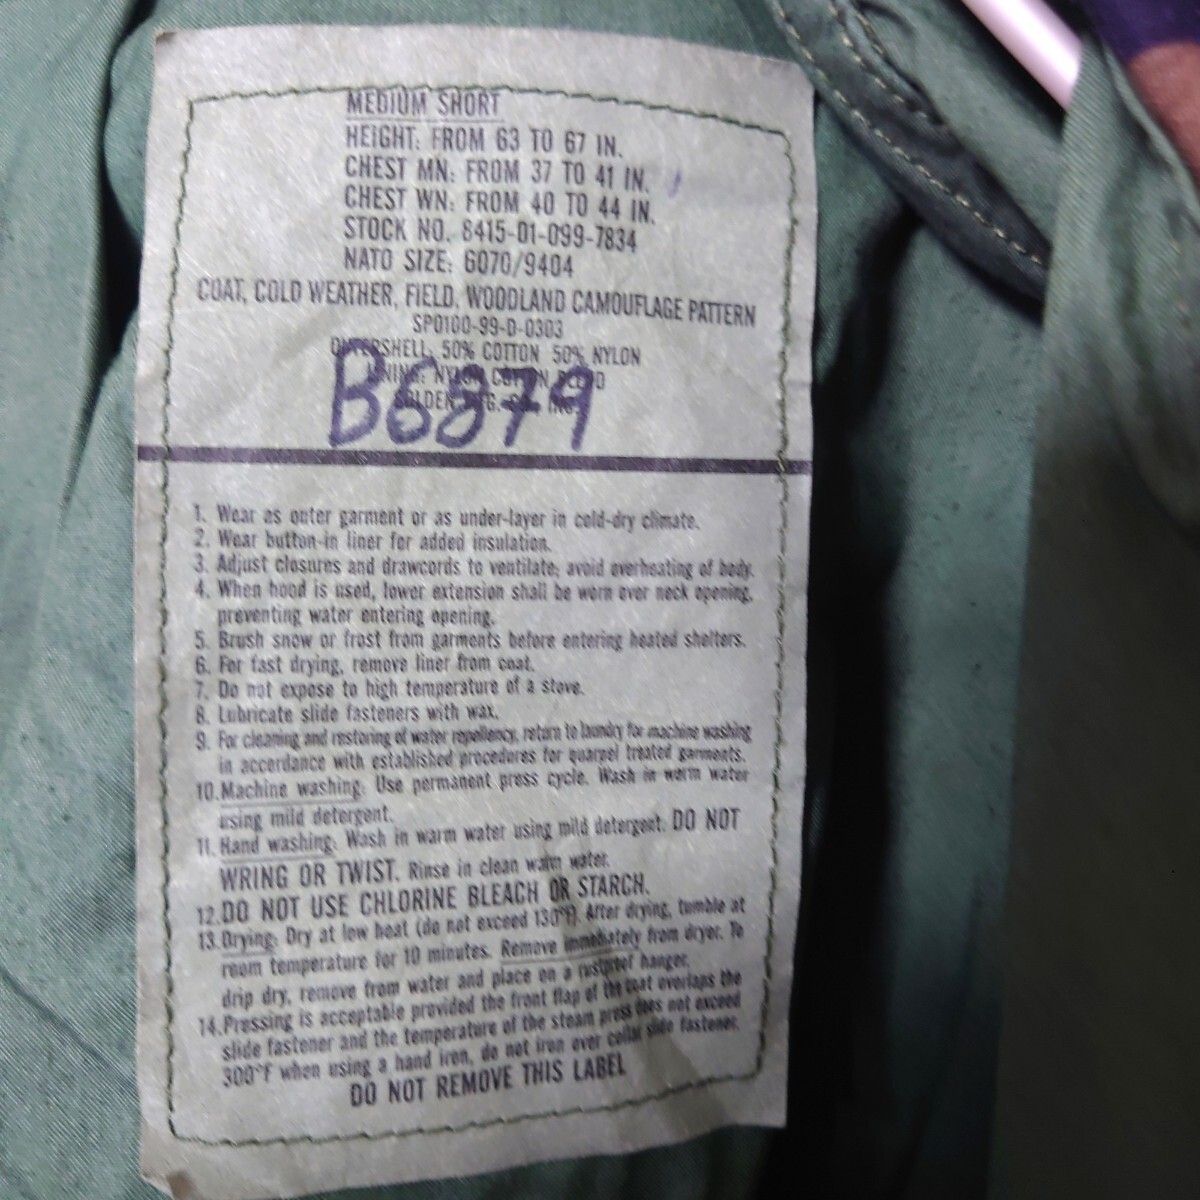 MEDIUM SHORT
HEIGHT: FROM 63 TO 67 IN.
CHEST MN: FROM 37 TO 41 IN.
CHEST WN: FROM 40 TO 44 IN.
STOCK NO. 8415-01-099-7834
NATO SIZE: 6070/9404
COAT, COLD WEATHER, FIELD, WOODLAND CAMOUFLAGE PATTERN
SP0100-99-D-0303
50% COTTON 50% NYLON
B6379
1. Wear as outer garment or as under-layer in cold-dry climate.
2. Wear button-in liner for added insulation.
3. Adjust closures and drawcords to ventilate; avoid overheating of body.
4. When hood is used, lower extension shall be worn over neck opening,
preventing water entering opening.
5. Brush snow or frost from garments before entering heated shelters.
6. For fast drying, remove liner from coat.
7. Do not expose to high temperature of a stove.
8. Lubricate slide fasteners with wax.
9. For cleaning and restoring of water repellency, return to laundry for machine washing
in accordance with established procedures for quarpel treated garments.
10. Machine washing: Use permanent press cycle. Wash in warm water
using mild detergent.
11. Hand washing: Wash in warm water using mild detergent. DO NOT
WRING OR TWIST. Rinse in clean warm water.
12. DO NOT USE CHLORINE BLEACH OR STARCH.
13. Drying: Dry at low heat (do not exceed 130°F). After drying, tumble at
room temperature for 10 minutes. Remove immediately from dryer. To
drip dry, remove from water and place on a rustproof hanger.
14. Pressing is acceptable provided the front flap of the coat overlaps the
slide fastener and the temperature of the steam press does not exceed
300°F when using a hand iron, do not iron over collar slide fastener.
DO NOT REMOVE THIS LABEL